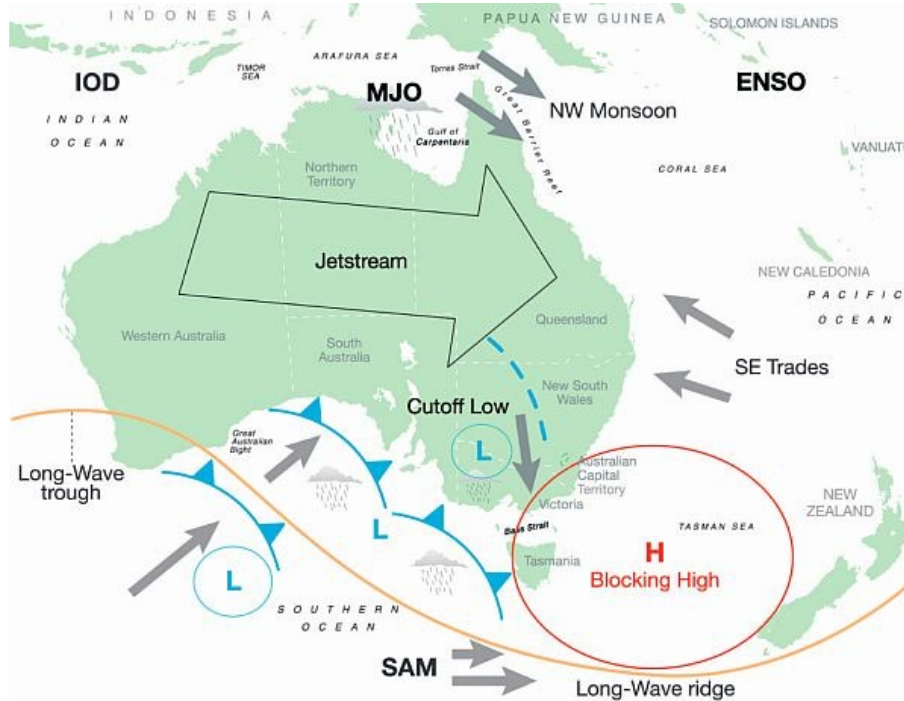 INDONESIA
PAPUA NEW GUINEA
SOLOMON ISLANDS
ARAFURA SEA
TIMOR
SEA
Torres Strait
IOD
MJO
ENSO
INDIAN
OCEAN
Great Barrier Reef
NW Monsoon
Gulf of
Carpentaria
VANUATU
Northern
Territory
CORAL SEA
Jetstream
NEW CALEDONIA
PACIFIC
OCEAN
Western Australia
Queensland
South
Australia
SE Trades
New South
Wales
Cutoff Low
Great
Australian
Bight
L
Long-Wave
trough
Australian
Capital
Territory
Victoria
NEW
ZEALAND
L
Bass Strait
TASMAN SEA
H
Blocking High
Tasmania
L
SOUTHERN
OCEAN
SAM
Long-Wave ridge